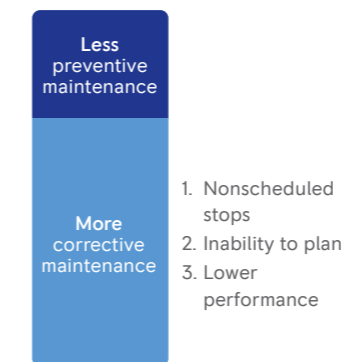 Less
preventive
maintenance
More
corrective
maintenance
1. Nonscheduled
stops
2. Inability to plan
3. Lower
performance